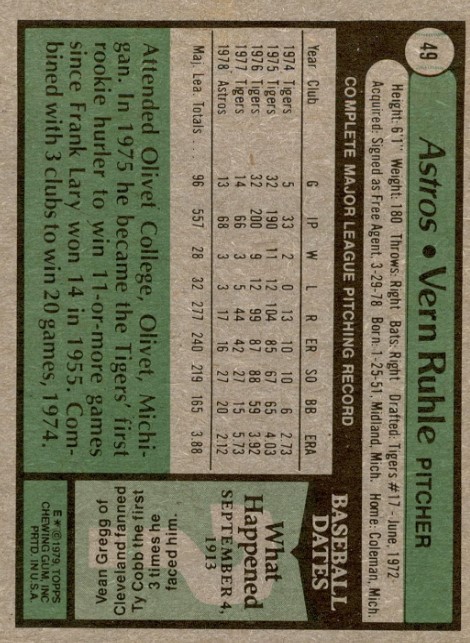 49
Astros • Vern Ruhle PITCHER
Height: 6'1" Weight: 180 Throws: Right Bats: Right Drafted: Tigers #17-June, 1972
Acquired: Signed as Free Agent, 3-29-78 Born: 1-25-51, Midland, Mich. Home: Coleman, Mich.
COMPLETE MAJOR LEAGUE PITCHING RECORD
Year Club G IP W L R ER SO BB ERA
1974 Tigers 5 33 2 0 13 10 10 6 2.73
1975 Tigers 32 190 11 12 104 85 67 65 4.03
1976 Tigers 32 200 9 12 99 87 88 59 3.92
1977 Tigers 14 66 3 5 44 42 27 15 5.73
1978 Astros 13 68 3 3 17 16 27 20 2.12
Maj. Lea. Totals . . . 96 557 28 32 277 240 219 165 3.88
Attended Olivet College, Olivet, Michi-
gan. In 1975 he became the Tigers' first
rookie hurler to win 11-or-more games
since Frank Lary won 14 in 1955. Com-
bined with 3 clubs to win 20 games, 1974.
BASEBALL
DATES
What
Happened
SEPTEMBER 4,
1913
Vean Gregg of
Cleveland fanned
Ty Cobb the first
3 times he
faced him.
E ✱ © 1979, TOPPS
CHEWING GUM, INC
PRTD. IN U.S.A.